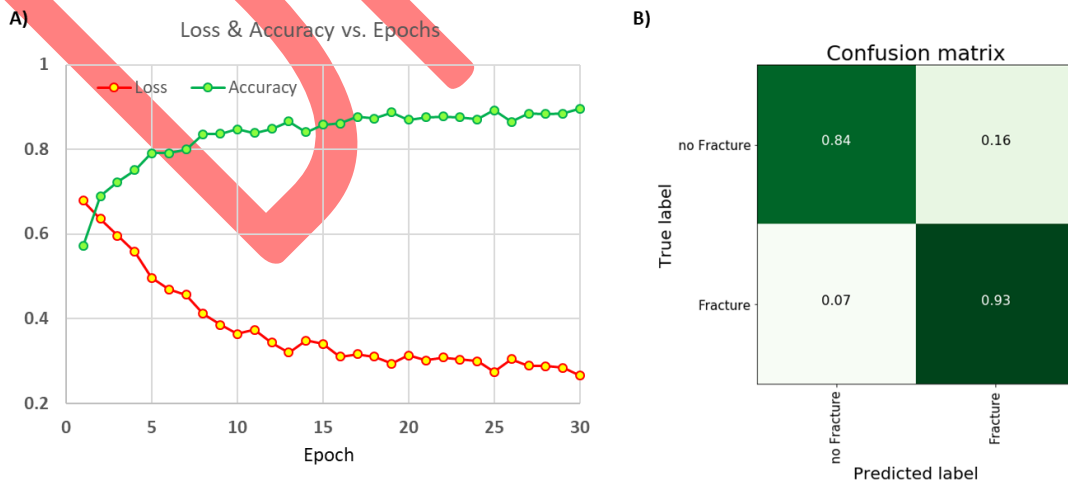 A)
Loss & Accuracy vs. Epochs
Loss
Accuracy
1
0.8
0.6
0.4
0.2
0 5 10 15 20 25 30
Epoch
B)
Confusion matrix
True label
no Fracture
0.84 0.16
Fracture
0.07 0.93
no Fracture
Fracture
Predicted label